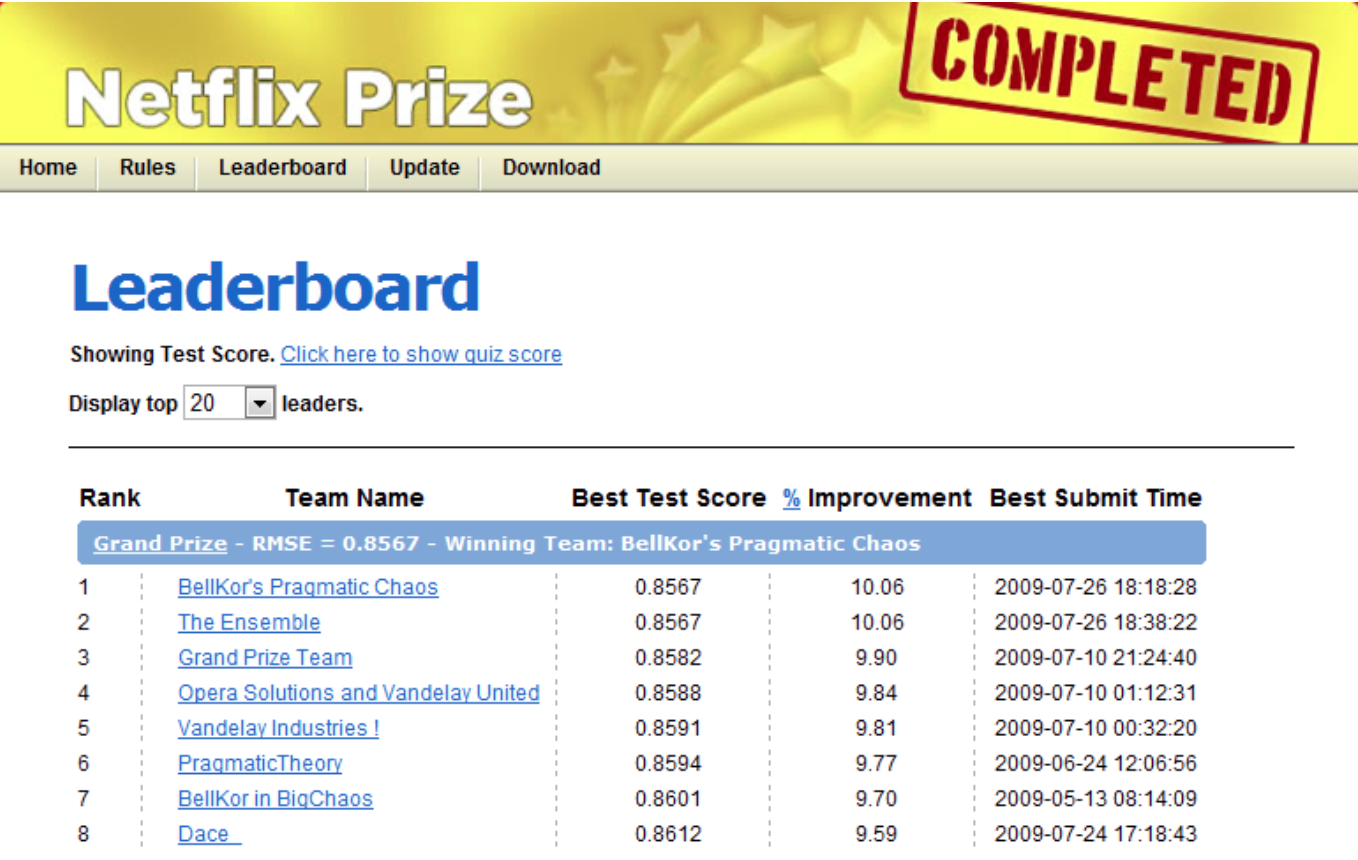 Netflix Prize
COMPLETED
Home Rules Leaderboard Update Download
Leaderboard
Showing Test Score. Click here to show quiz score
Display top 20 leaders.
Rank Team Name Best Test Score % Improvement Best Submit Time
Grand Prize - RMSE = 0.8567 - Winning Team: BellKor's Pragmatic Chaos
1 BellKor's Pragmatic Chaos 0.8567 10.06 2009-07-26 18:18:28
2 The Ensemble 0.8567 10.06 2009-07-26 18:38:22
3 Grand Prize Team 0.8582 9.90 2009-07-10 21:24:40
4 Opera Solutions and Vandelay United 0.8588 9.84 2009-07-10 01:12:31
5 Vandelay Industries ! 0.8591 9.81 2009-07-10 00:32:20
6 PragmaticTheory 0.8594 9.77 2009-06-24 12:06:56
7 BellKor in BigChaos 0.8601 9.70 2009-05-13 08:14:09
8 Dace_ 0.8612 9.59 2009-07-24 17:18:43